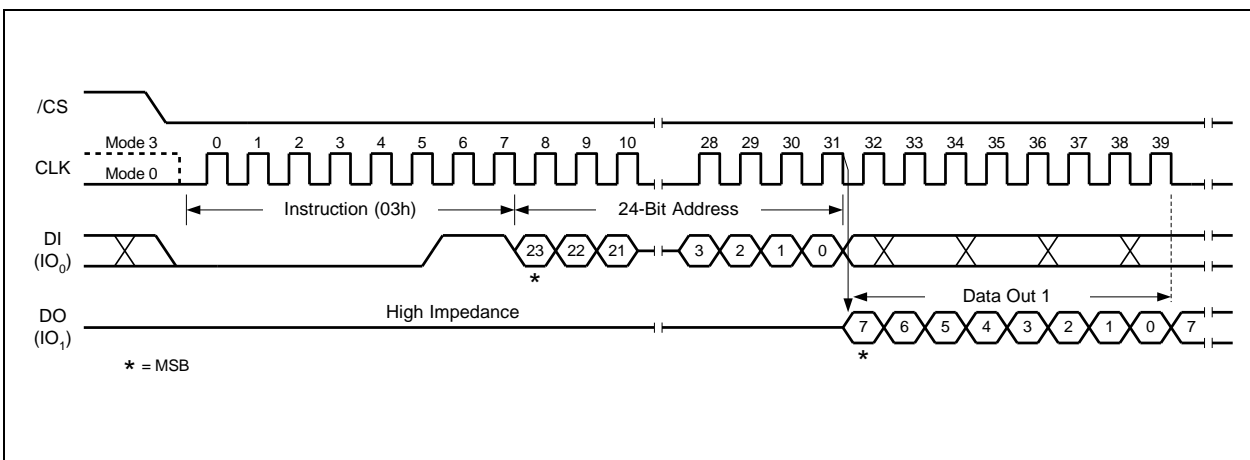 /CS
Mode 3
0 1 2 3 4 5 6 7 8 9 10 28 29 30 31 32 33 34 35 36 37 38 39
CLK
Mode 0
Instruction (03h) 24-Bit Address
DI
(IO0)
23 22 21 3 2 1 0
*
High Impedance
Data Out 1
DO
(IO1)
7 6 5 4 3 2 1 0 7
*
* = MSB